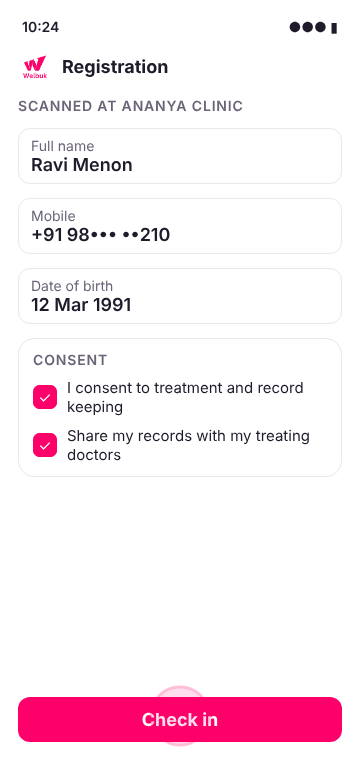 10:24
Welbuk
Registration
SCANNED AT ANANYA CLINIC
Full name
Ravi Menon
Mobile
+91 98••• ••210
Date of birth
12 Mar 1991
CONSENT
I consent to treatment and record
keeping
Share my records with my treating
doctors
Check in